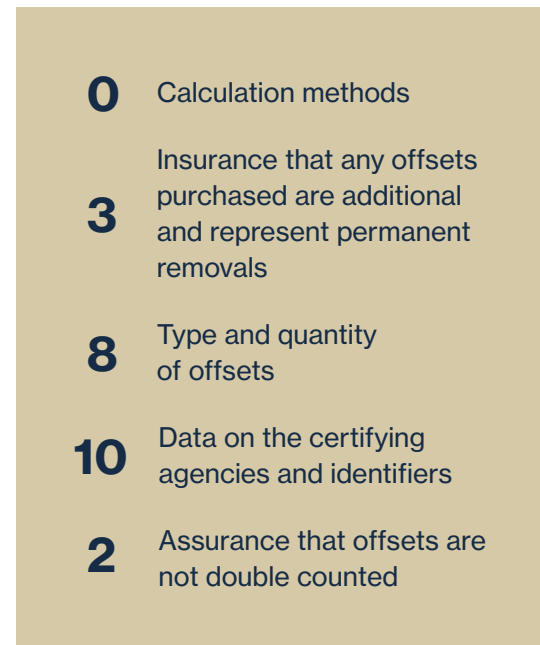 0 Calculation methods
Insurance that any offsets
purchased are additional
3 and represent permanent
removals
8 Type and quantity
of offsets
10 Data on the certifying
agencies and identifiers
2 Assurance that offsets are
not double counted